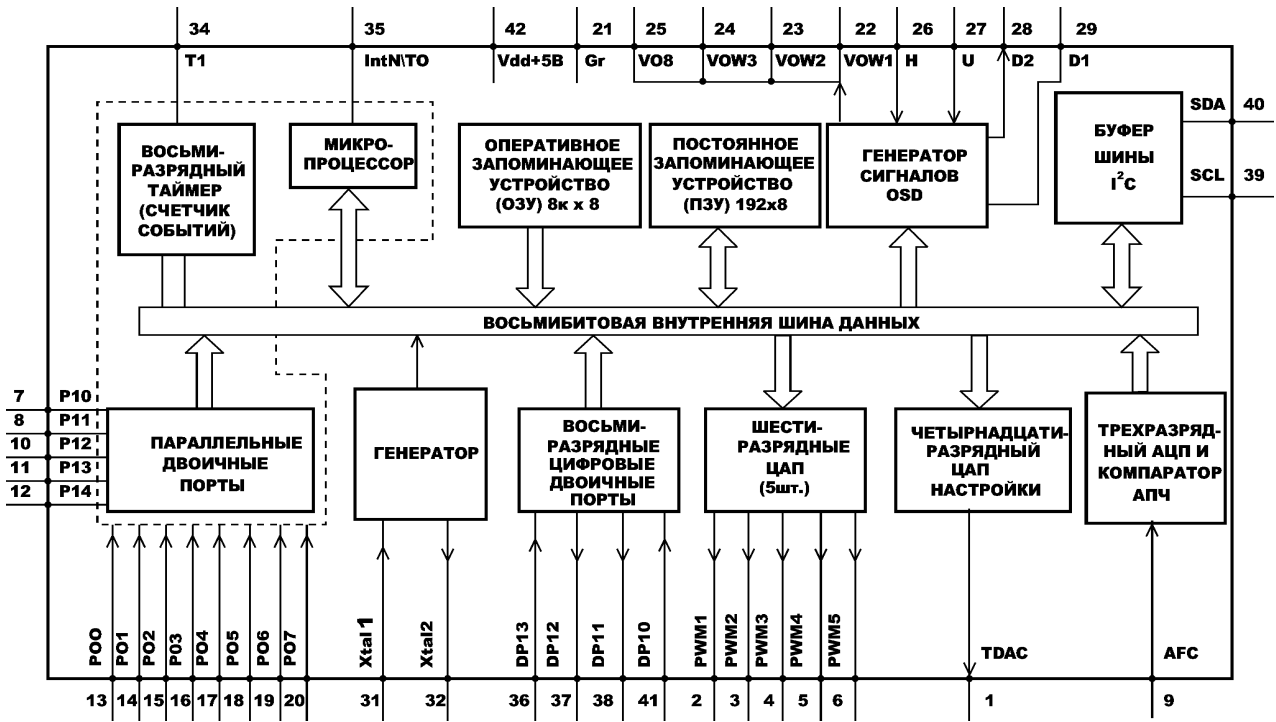 34 35 42 21 25 24 23 22 26 27 28 29
T1 IntN\TO Vdd+5В Gr VO8 VOW3 VOW2 VOW1 H U D2 D1
ВОСЬМИ-
РАЗРЯДНЫЙ
ТАЙМЕР
(СЧЕТЧИК
СОБЫТИЙ)
МИКРО-
ПРОЦЕССОР
ОПЕРАТИВНОЕ
ЗАПОМИНАЮЩЕЕ
УСТРОЙСТВО
(ОЗУ) 8к х 8
ПОСТОЯННОЕ
ЗАПОМИНАЮЩЕЕ
УСТРОЙСТВО
(ПЗУ) 192х8
ГЕНЕРАТОР
СИГНАЛОВ
OSD
БУФЕР
ШИНЫ
I²C
SDA 40
SCL 39
ВОСЬМИБИТОВАЯ ВНУТРЕННЯЯ ШИНА ДАННЫХ
7 P10
8 P11
10 P12
11 P13
12 P14
ПАРАЛЛЕЛЬНЫЕ
ДВОИЧНЫЕ
ПОРТЫ
ГЕНЕРАТОР
ВОСЬМИ-
РАЗРЯДНЫЕ
ЦИФРОВЫЕ
ДВОИЧНЫЕ
ПОРТЫ
ШЕСТИ-
РАЗРЯДНЫЕ
ЦАП
(5шт.)
ЧЕТЫРНАДЦАТИ-
РАЗРЯДНЫЙ
ЦАП
НАСТРОЙКИ
ТРЕХРАЗРЯД-
НЫЙ АЦП И
КОМПАРАТОР
АПЧ
POO
PO1
PO2
P03
PO4
PO5
PO6
PO7
Xtal 1
Xtal2
DP13
DP12
DP11
DP10
PWM1
PWM2
PWM3
PWM4
PWM5
TDAC
AFC
13 14 15 16 17 18 19 20 31 32 36 37 38 41 2 3 4 5 6 1 9